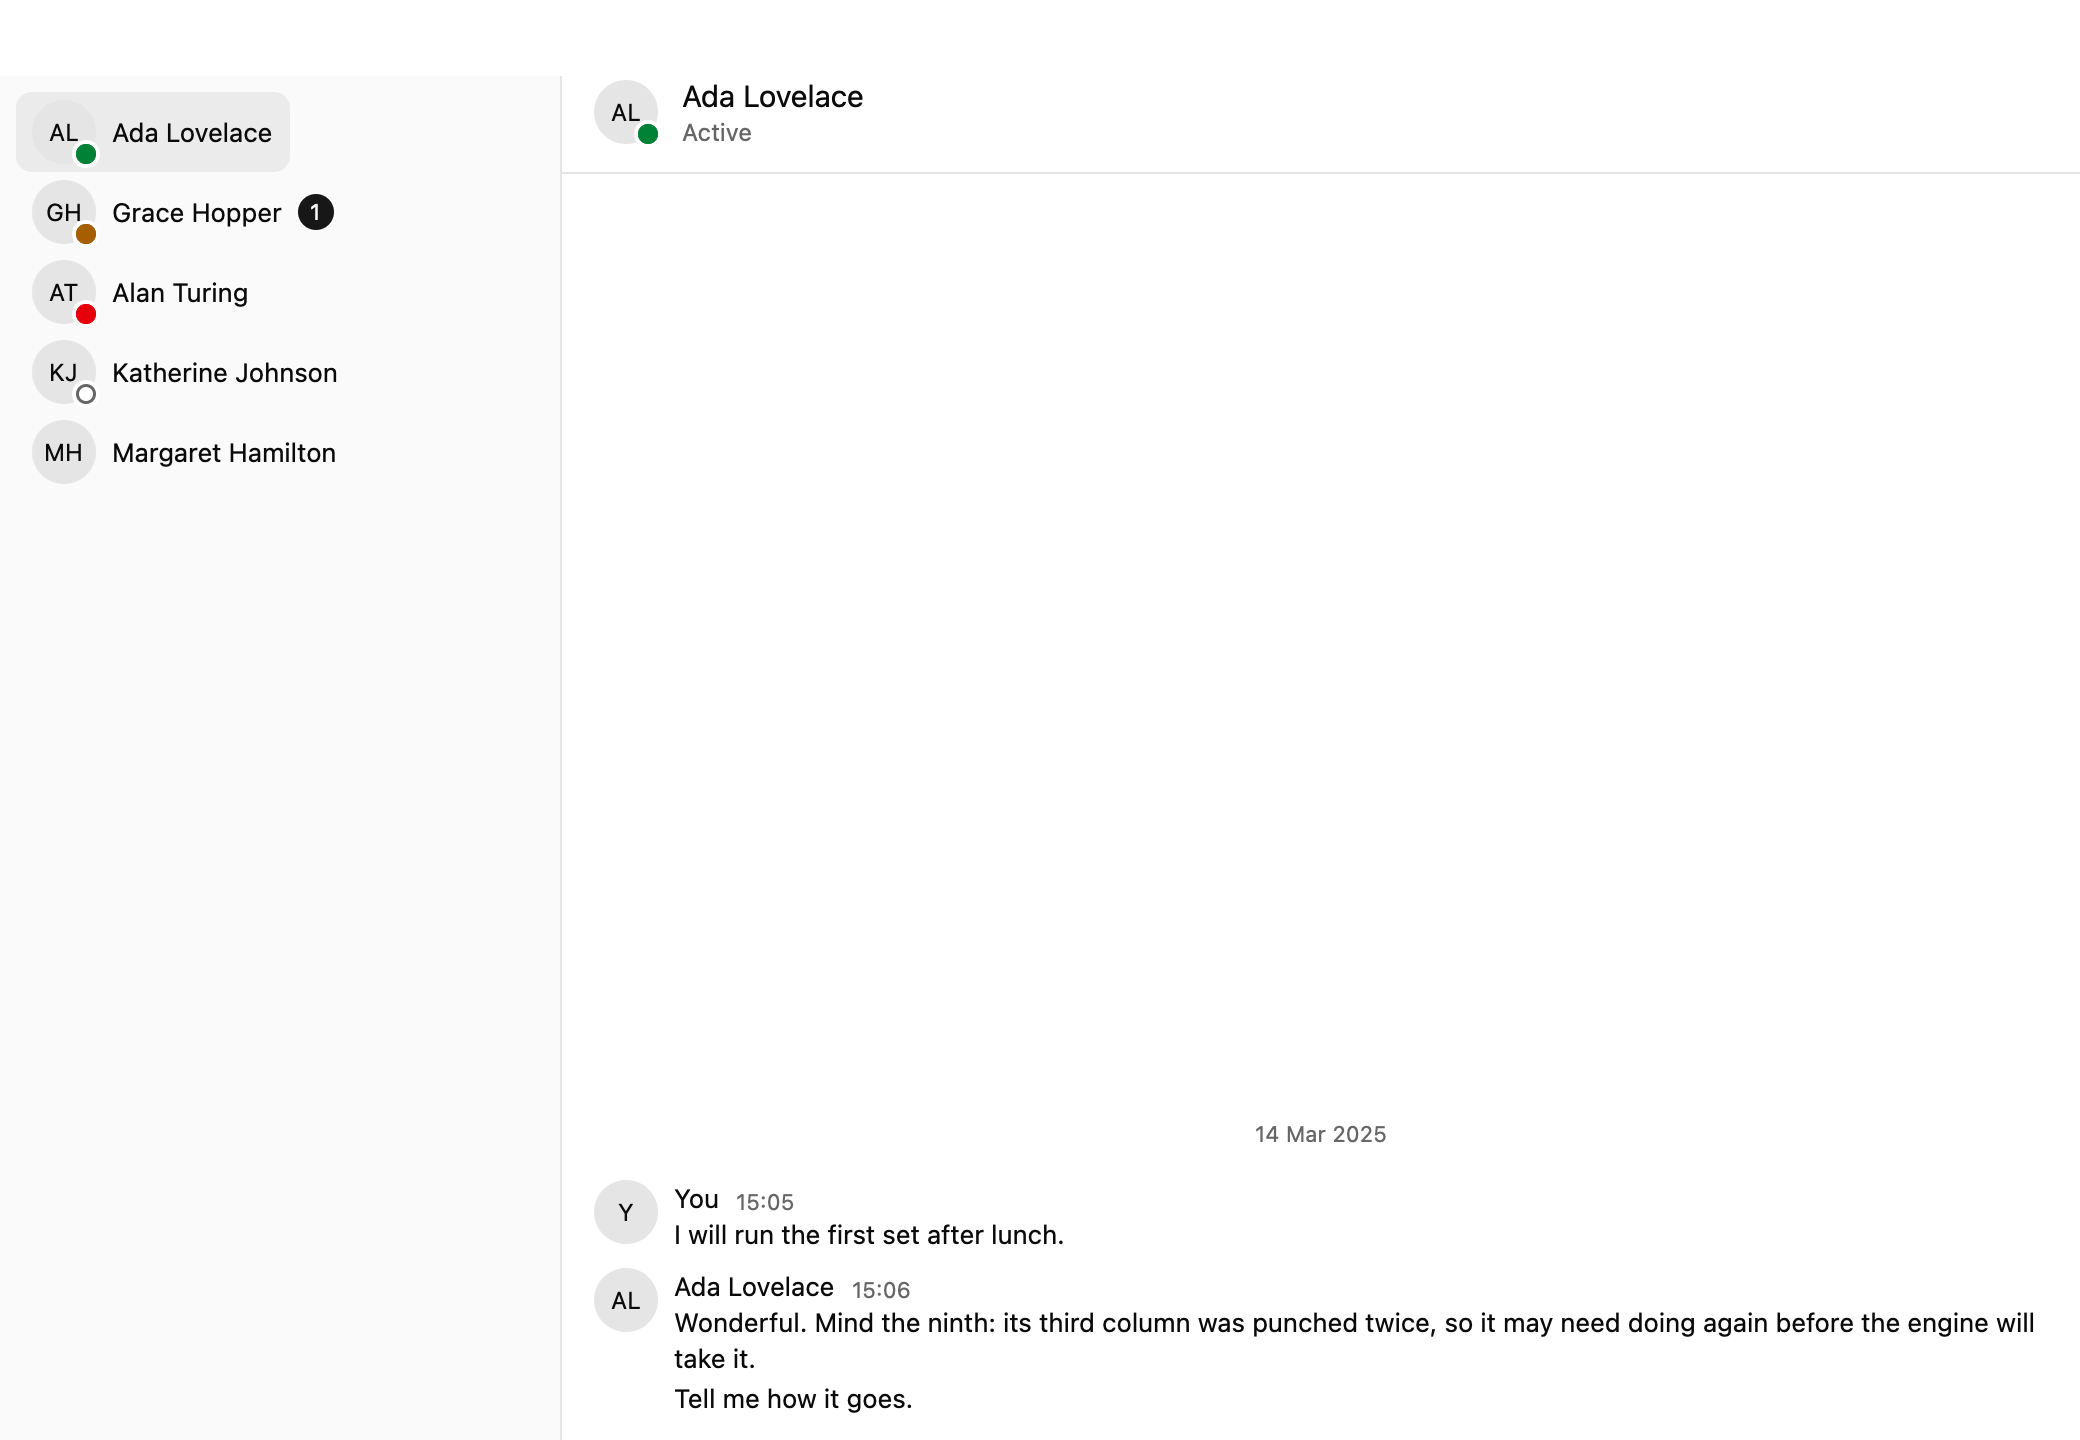 AL Ada Lovelace
GH Grace Hopper 1
AT Alan Turing
KJ Katherine Johnson
MH Margaret Hamilton
AL Ada Lovelace
Active
14 Mar 2025
Y You 15:05
I will run the first set after lunch.
AL Ada Lovelace 15:06
Wonderful. Mind the ninth: its third column was punched twice, so it may need doing again before the engine will
take it.
Tell me how it goes.